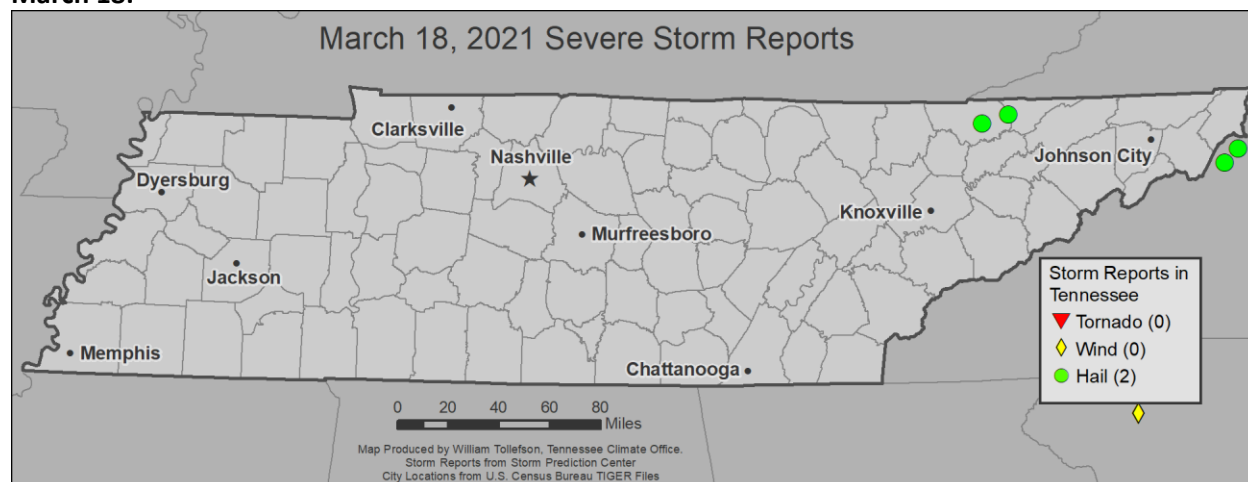 March 18:
March 18, 2021 Severe Storm Reports
Clarksville
Nashville
Dyersburg
Johnson City
Knoxville
Murfreesboro
Jackson
Storm Reports in
Tennessee
Tornado (0)
Wind (0)
Hail (2)
Memphis
Chattanooga
0 20 40 60 80
Miles
Map Produced by William Tollefson, Tennessee Climate Office.
Storm Reports from Storm Prediction Center
City Locations from U.S. Census Bureau TIGER Files